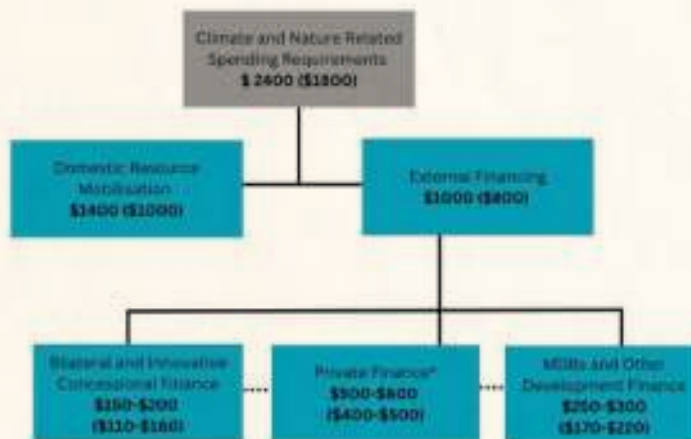 Climate and Nature Related
Spending Requirements
$ 2400 ($1800)
Domestic Resource
Mobilisation
$1400 ($1000)
External Financing
$1000 ($800)
Bilateral and Innovative
Concessional Finance
$150-$200
($110-$160)
Private Finance*
$500-$600
($400-$500)
MDBs and Other
Development Finance
$250-$300
($170-$220)